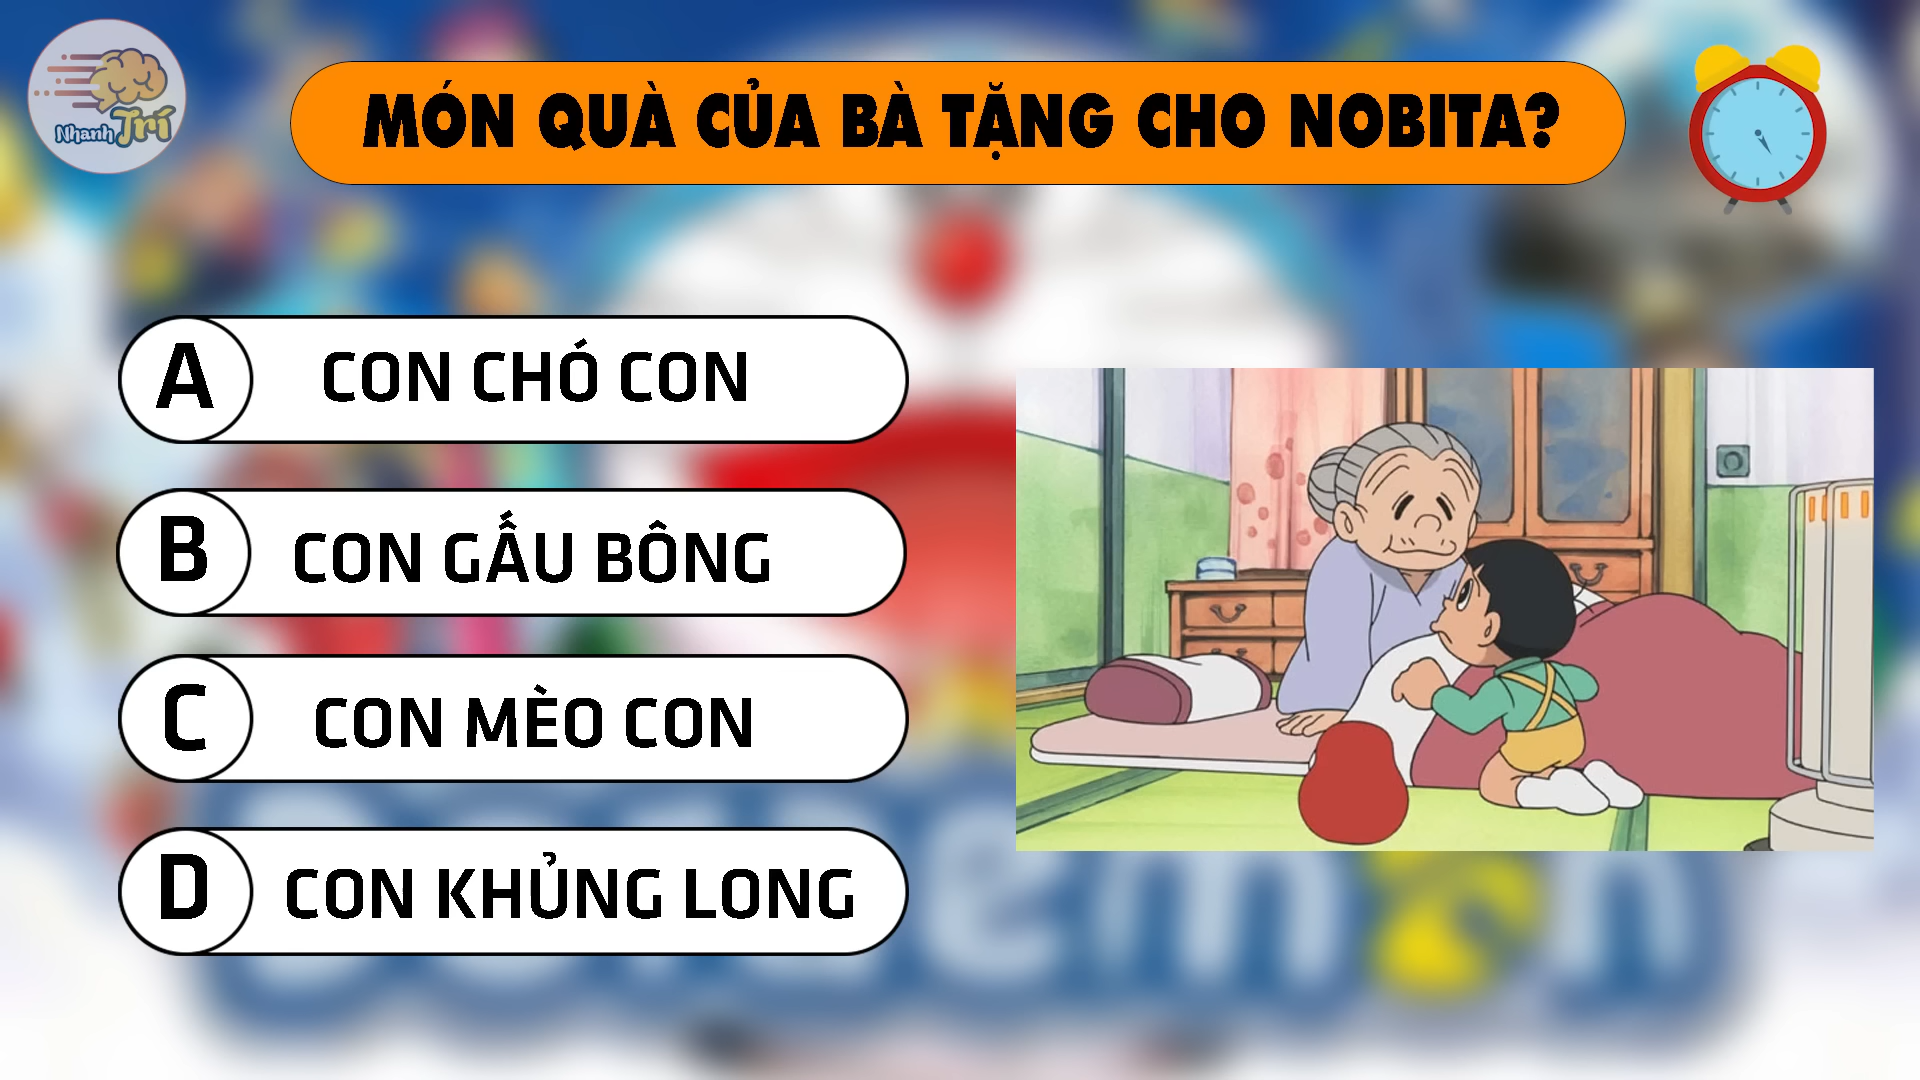 Nhanh Trí
MÓN QUÀ CỦA BÀ TẶNG CHO NOBITA?
A CON CHÓ CON
B CON GẤU BÔNG
C CON MÈO CON
D CON KHỦNG LONG